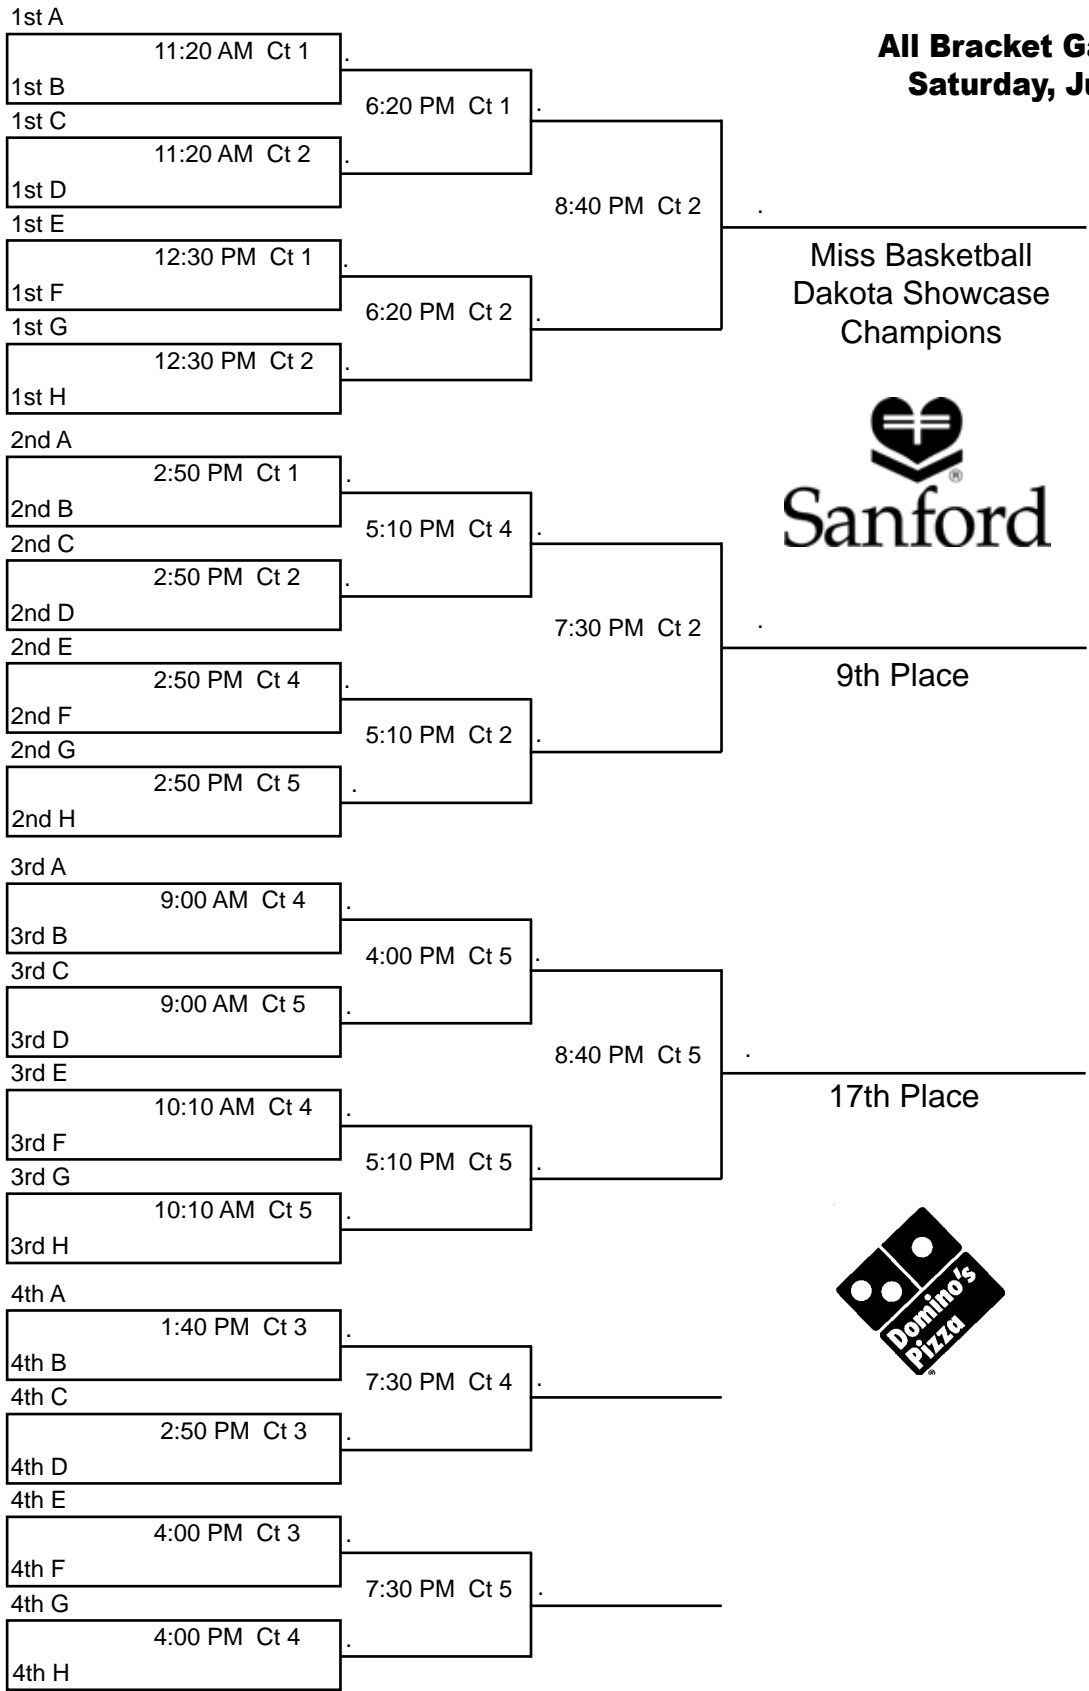 1st A
11:20 AM  Ct 1
All Bracket
1st B
6:20 PM  Ct 1
Saturday,
1st C
11:20 AM  Ct 2
1st D
8:40 PM  Ct 2
1st E
12:30 PM  Ct 1
Miss Basketball
Dakota Showcase
Champions
1st F
6:20 PM  Ct 2
1st G
12:30 PM  Ct 2
1st H
2nd A
2:50 PM  Ct 1
Sanford
®
2nd B
5:10 PM  Ct 4
2nd C
2:50 PM  Ct 2
2nd D
7:30 PM  Ct 2
2nd E
2:50 PM  Ct 4
9th Place
2nd F
5:10 PM  Ct 2
2nd G
2:50 PM  Ct 5
2nd H
3rd A
9:00 AM  Ct 4
3rd B
4:00 PM  Ct 5
3rd C
9:00 AM  Ct 5
3rd D
8:40 PM  Ct 5
3rd E
17th Place
10:10 AM  Ct 4
3rd F
5:10 PM  Ct 5
3rd G
10:10 AM  Ct 5
3rd H
4th A
1:40 PM  Ct 3
Domino's
Pizza
®
4th B
7:30 PM  Ct 4
4th C
2:50 PM  Ct 3
4th D
4th E
4:00 PM  Ct 3
4th F
7:30 PM  Ct 5
4th G
4:00 PM  Ct 4
4th H